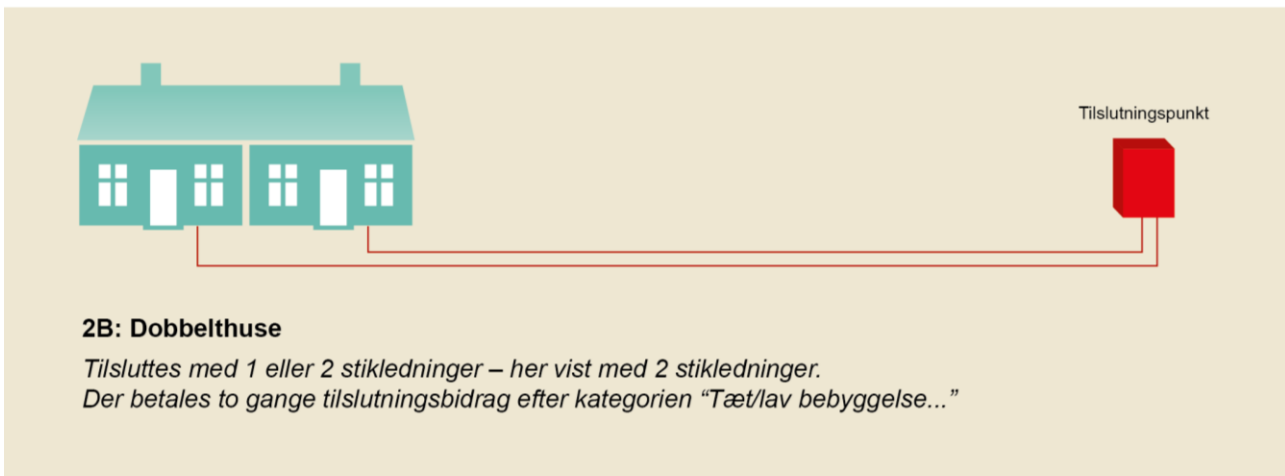 Tilslutningspunkt
2B: Dobbelthuse
Tilsluttes med 1 eller 2 stikledninger – her vist med 2 stikledninger.
Der betales to gange tilslutningsbidrag efter kategorien “Tæt/lav bebyggelse...”